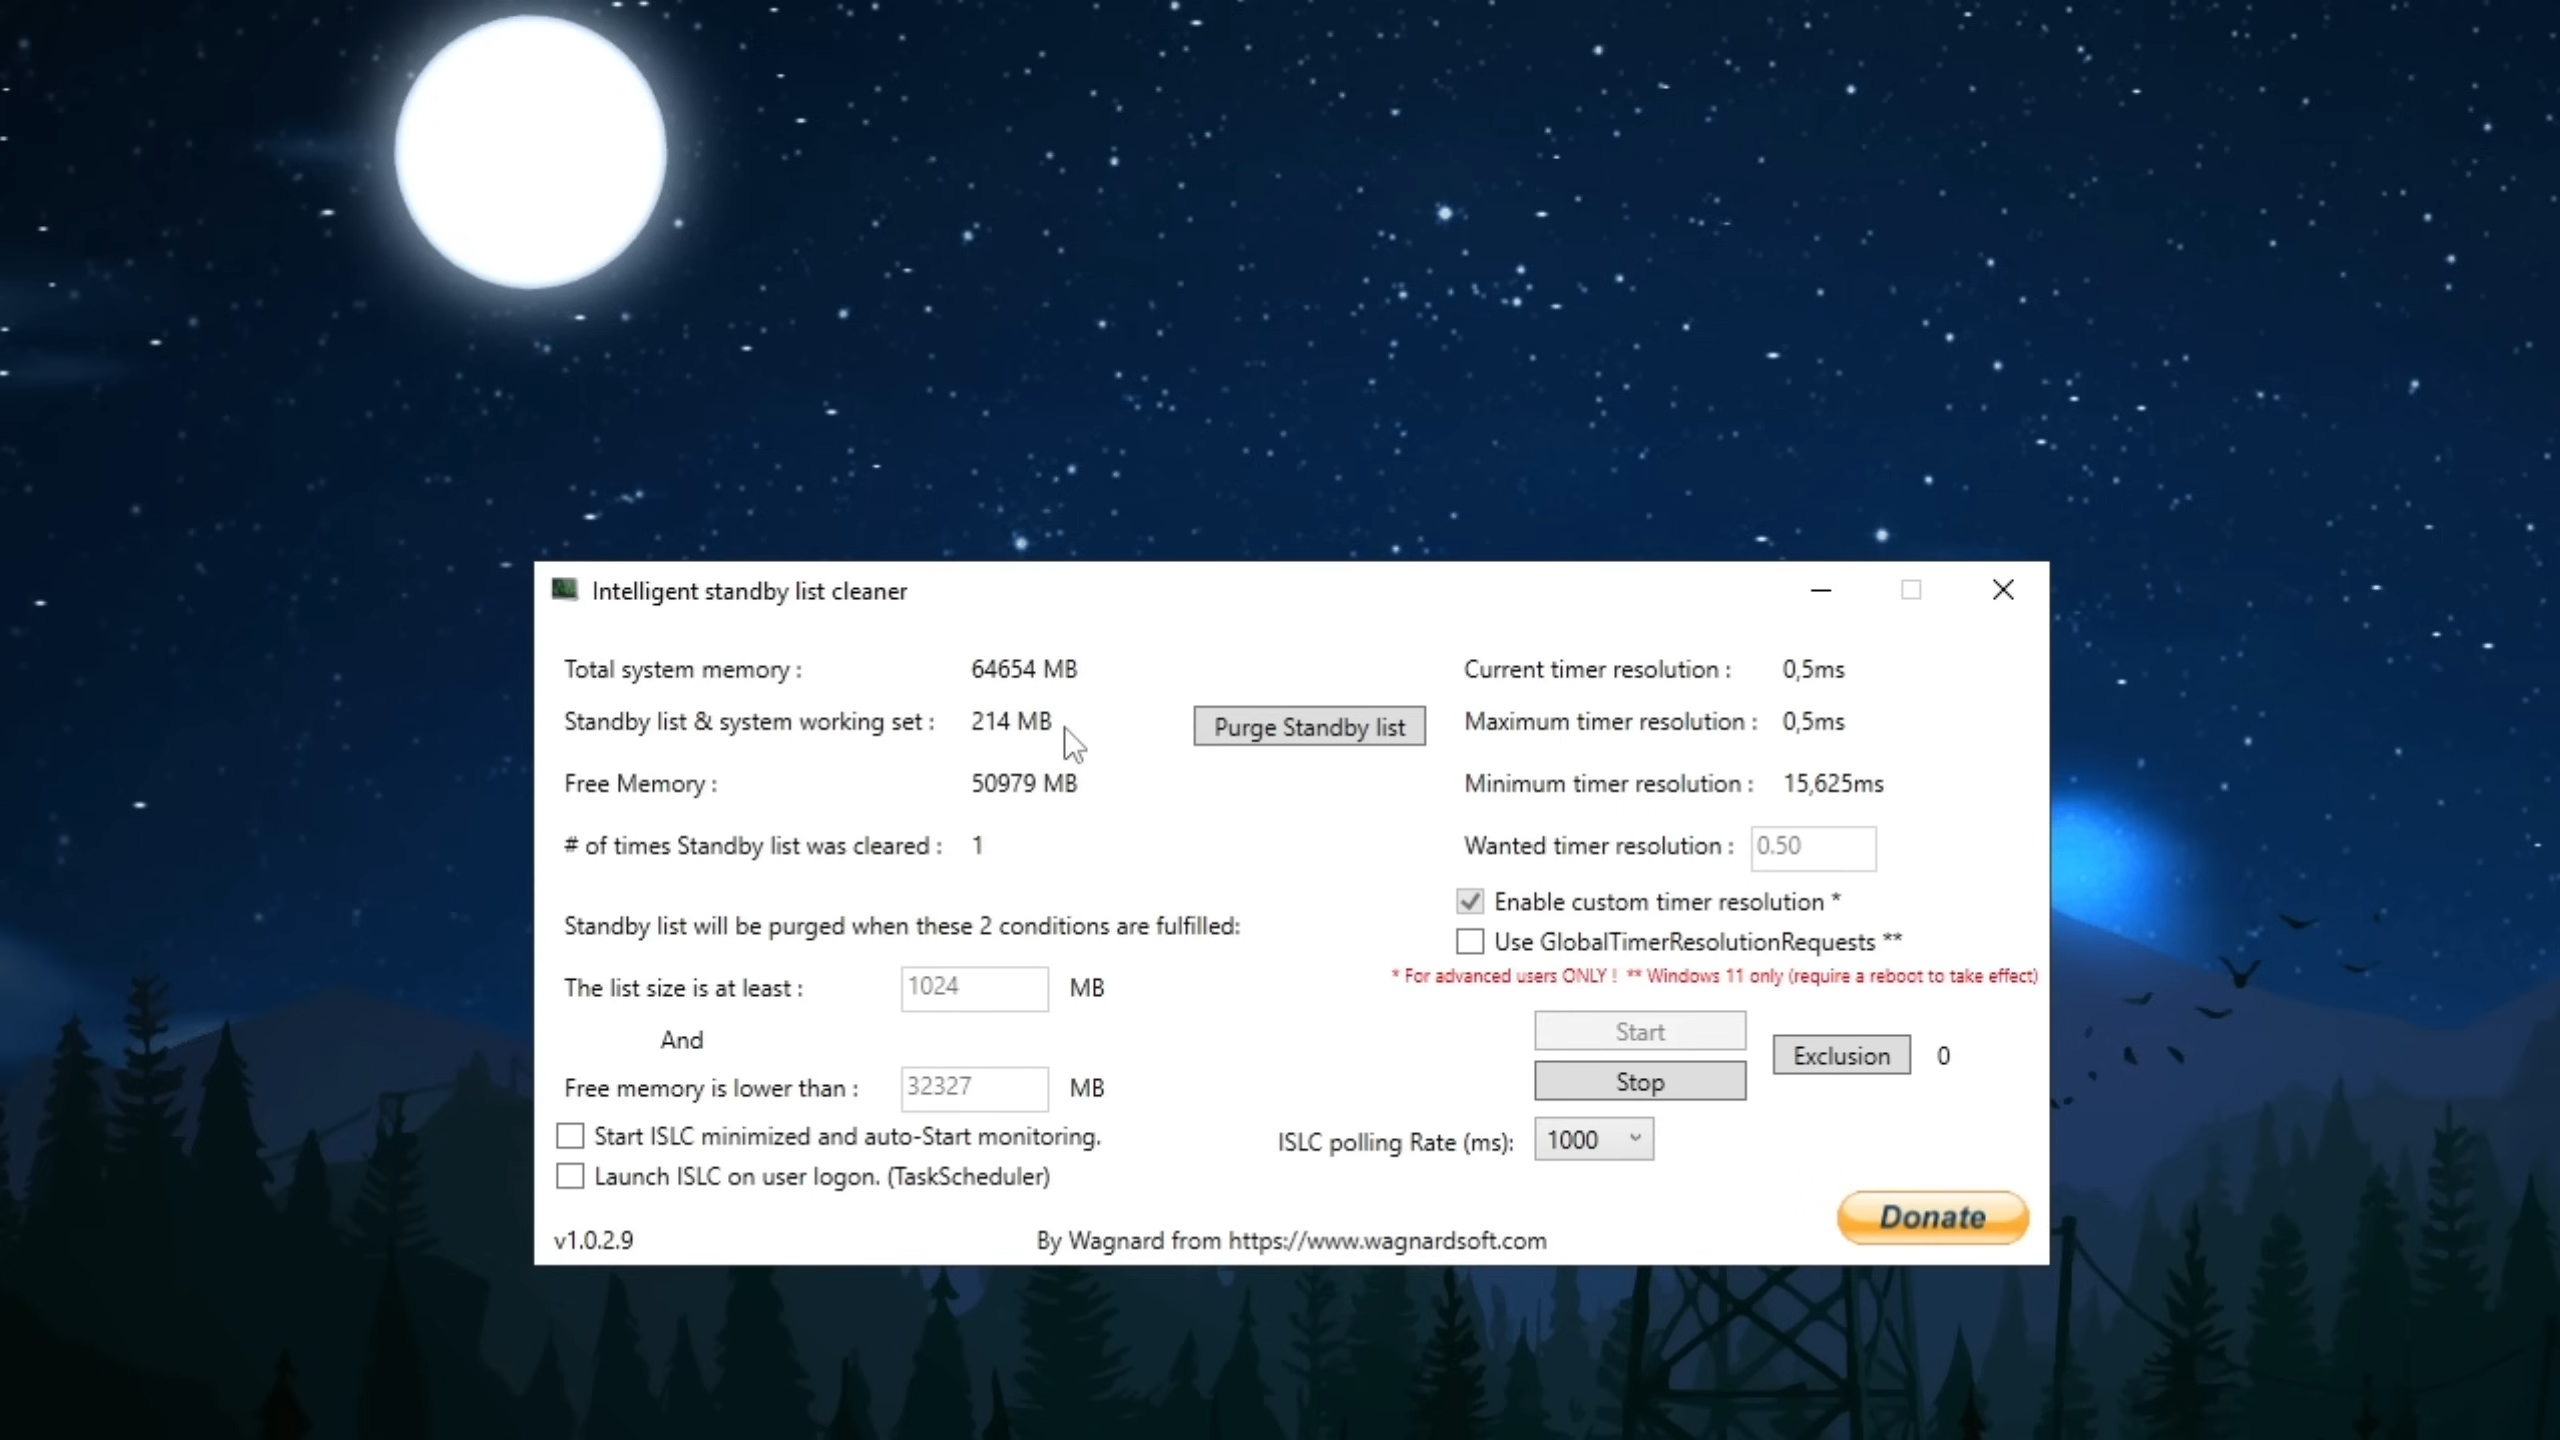 Intelligent standby list cleaner
Total system memory : 64654 MB
Standby list & system working set : 214 MB
Purge Standby list
Free Memory : 50979 MB
# of times Standby list was cleared : 1
Standby list will be purged when these 2 conditions are fulfilled:
The list size is at least : 1024 MB
And
Free memory is lower than : 32327 MB
Start ISLC minimized and auto-Start monitoring.
Launch ISLC on user logon. (TaskScheduler)
Current timer resolution : 0,5ms
Maximum timer resolution : 0,5ms
Minimum timer resolution : 15,625ms
Wanted timer resolution : 0.50
Enable custom timer resolution *
Use GlobalTimerResolutionRequests **
* For advanced users ONLY ! ** Windows 11 only (require a reboot to take effect)
Start
Stop
Exclusion 0
ISLC polling Rate (ms): 1000
Donate
v1.0.2.9
By Wagnard from https://www.wagnardsoft.com